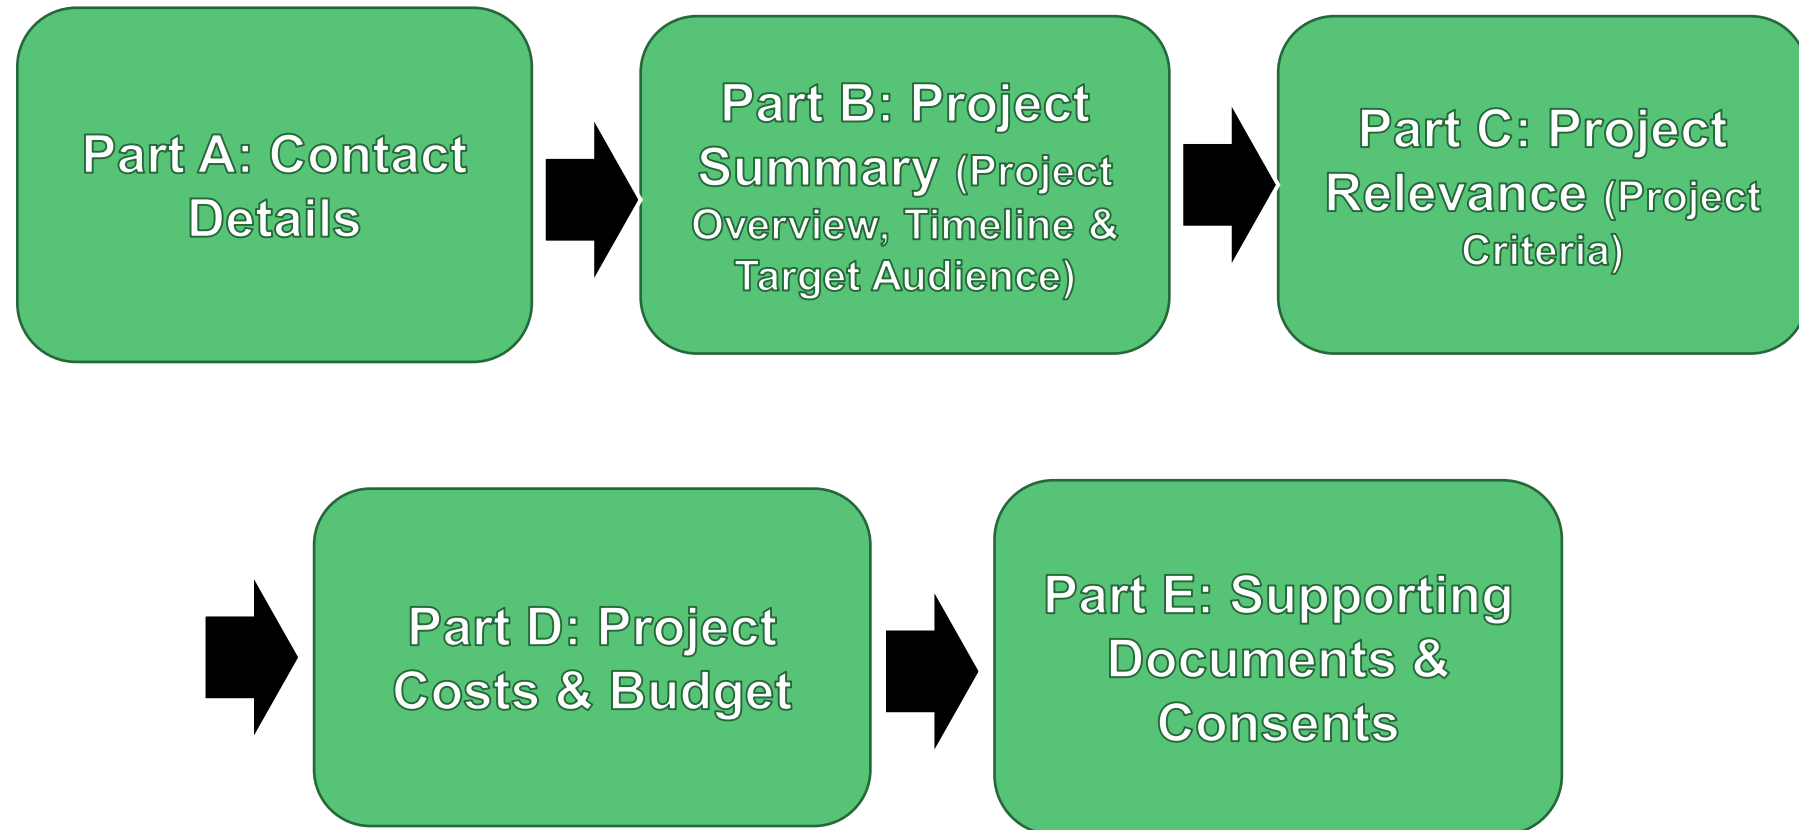 Part A: Contact
Details
Part B: Project
Summary (Project
Overview, Timeline &
Target Audience)
Part C: Project
Relevance (Project
Criteria)
Part D: Project
Costs & Budget
Part E: Supporting
Documents &
Consents